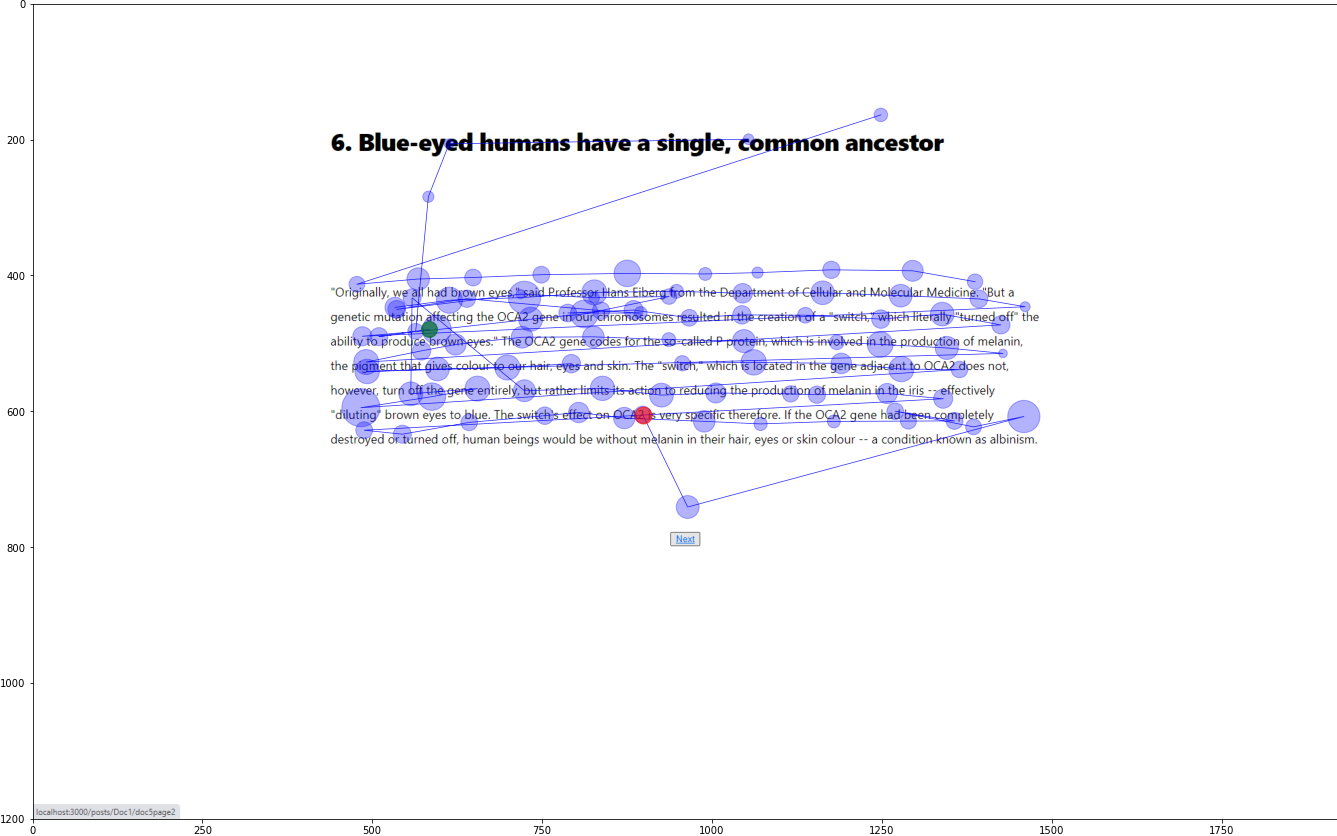 0
200
6. Blue-eyed humans have a single, common ancestor
400
"Originally, we all had brown eyes," said Professor Hans Eiberg from the Department of Cellular and Molecular Medicine. "But a
genetic mutation affecting the OCA2 gene in our chromosomes resulted in the creation of a "switch," which literally "turned off" the
ability to produce brown eyes." The OCA2 gene codes for the so-called P protein, which is involved in the production of melanin,
the pigment that gives colour to our hair, eyes and skin. The "switch," which is located in the gene adjacent to OCA2 does not,
however, turn off the gene entirely, but rather limits its action to reducing the production of melanin in the iris -- effectively
600
"diluting" brown eyes to blue. The switch's effect on OCA2 is very specific therefore. If the OCA2 gene had been completely
destroyed or turned off, human beings would be without melanin in their hair, eyes or skin colour -- a condition known as albinism.
Next
800
1000
localhost:3000/posts/Doc1/doc5page2
1200
0 250 500 750 1000 1250 1500 1750